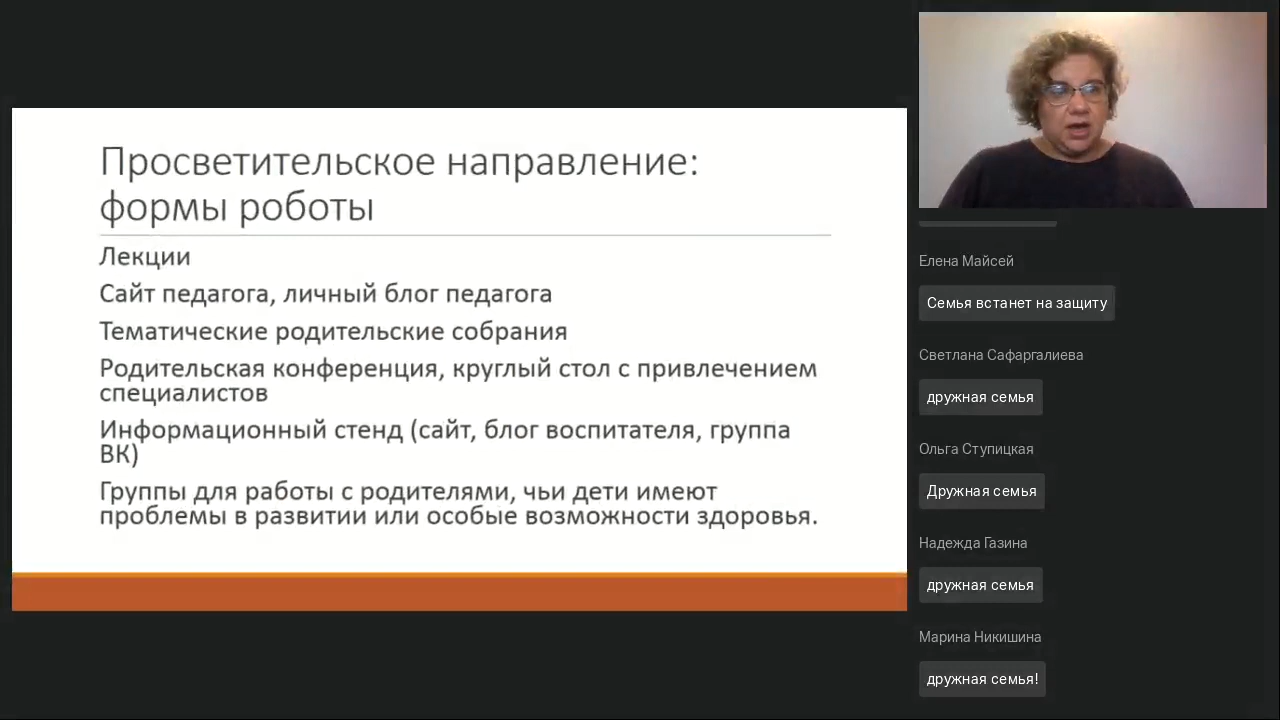 Просветительское направление:
формы роботы
Лекции
Сайт педагога, личный блог педагога
Тематические родительские собрания
Родительская конференция, круглый стол с привлечением
специалистов
Информационный стенд (сайт, блог воспитателя, группа
ВК)
Группы для работы с родителями, чьи дети имеют
проблемы в развитии или особые возможности здоровья.
Елена Майсей
Семья встанет на защиту
Светлана Сафаргалиева
дружная семья
Ольга Ступицкая
Дружная семья
Надежда Газина
дружная семья
Марина Никишина
дружная семья!